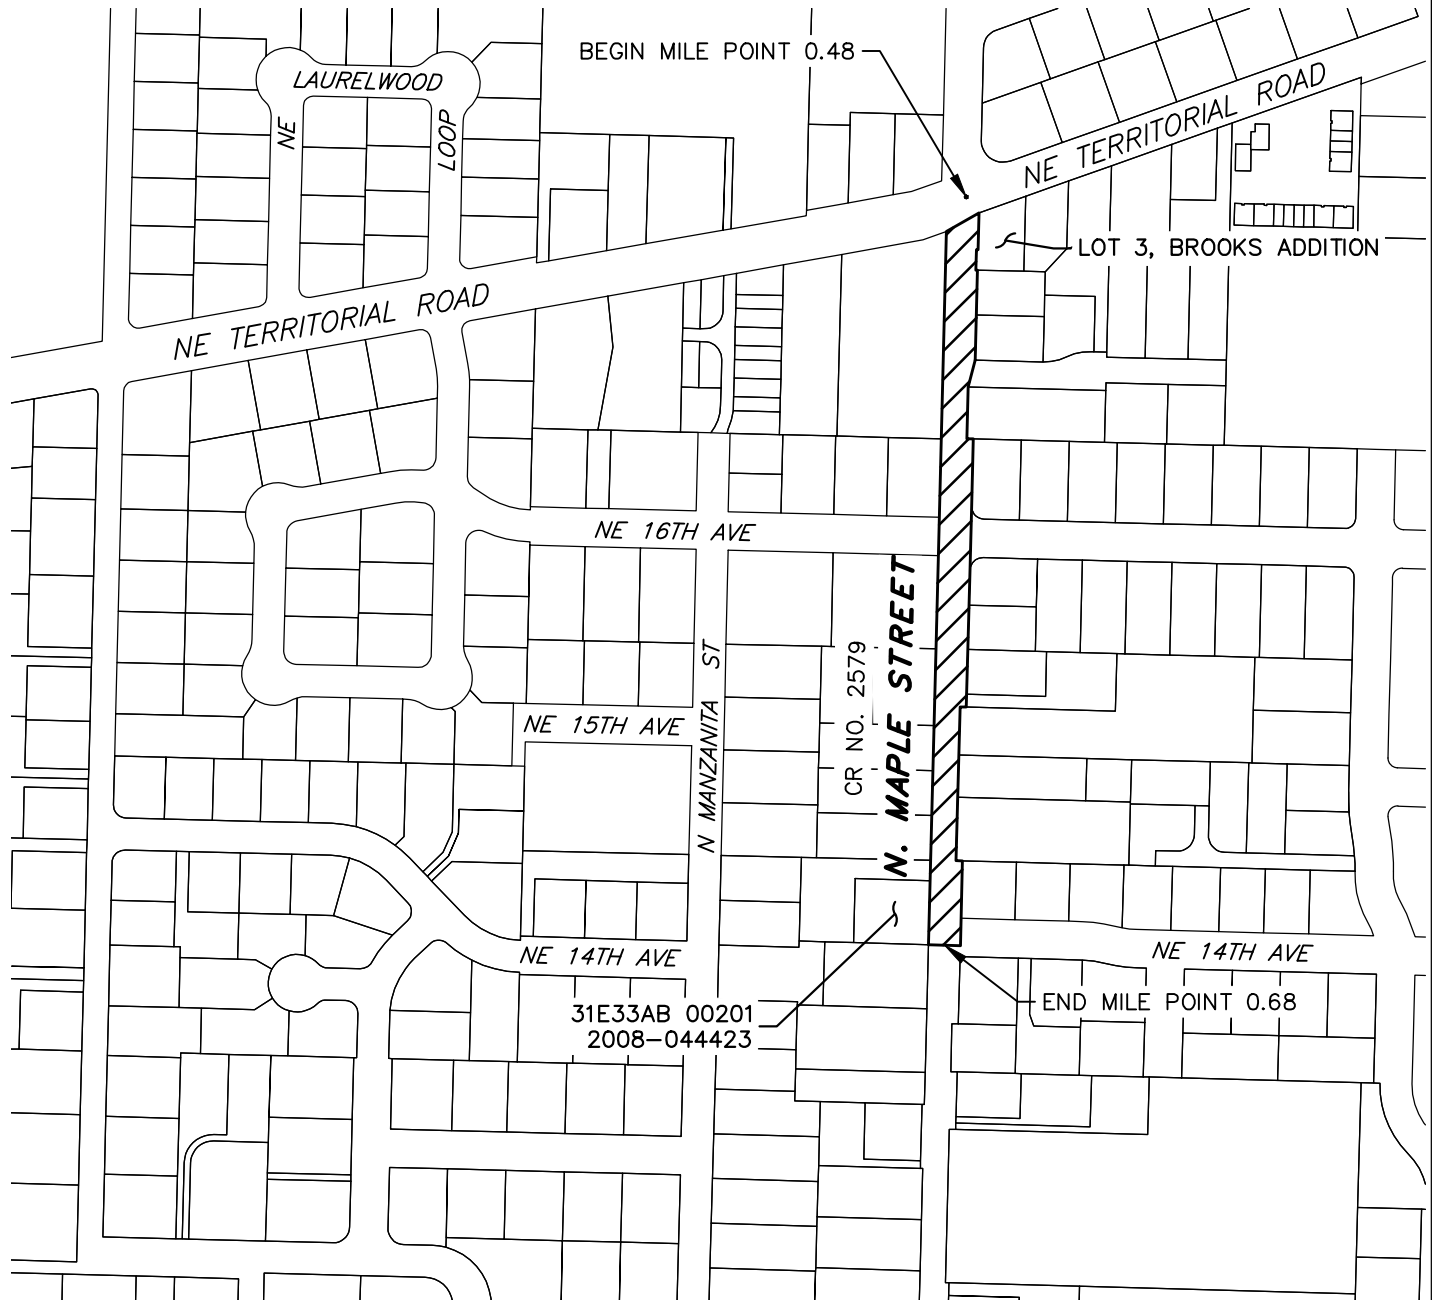 BEGIN MILE POINT 0.48
LAURELWOOD
NE
LOOP
NE TERRITORIAL ROAD
LOT 3, BROOKS ADDITION
NE TERRITORIAL ROAD
NE 16TH AVE
N. MAPLE STREET
CR NO. 2579
N MANZANITA ST
NE 15TH AVE
NE 14TH AVE
NE 14TH AVE
31E33AB 00201
2008-044423
END MILE POINT 0.68